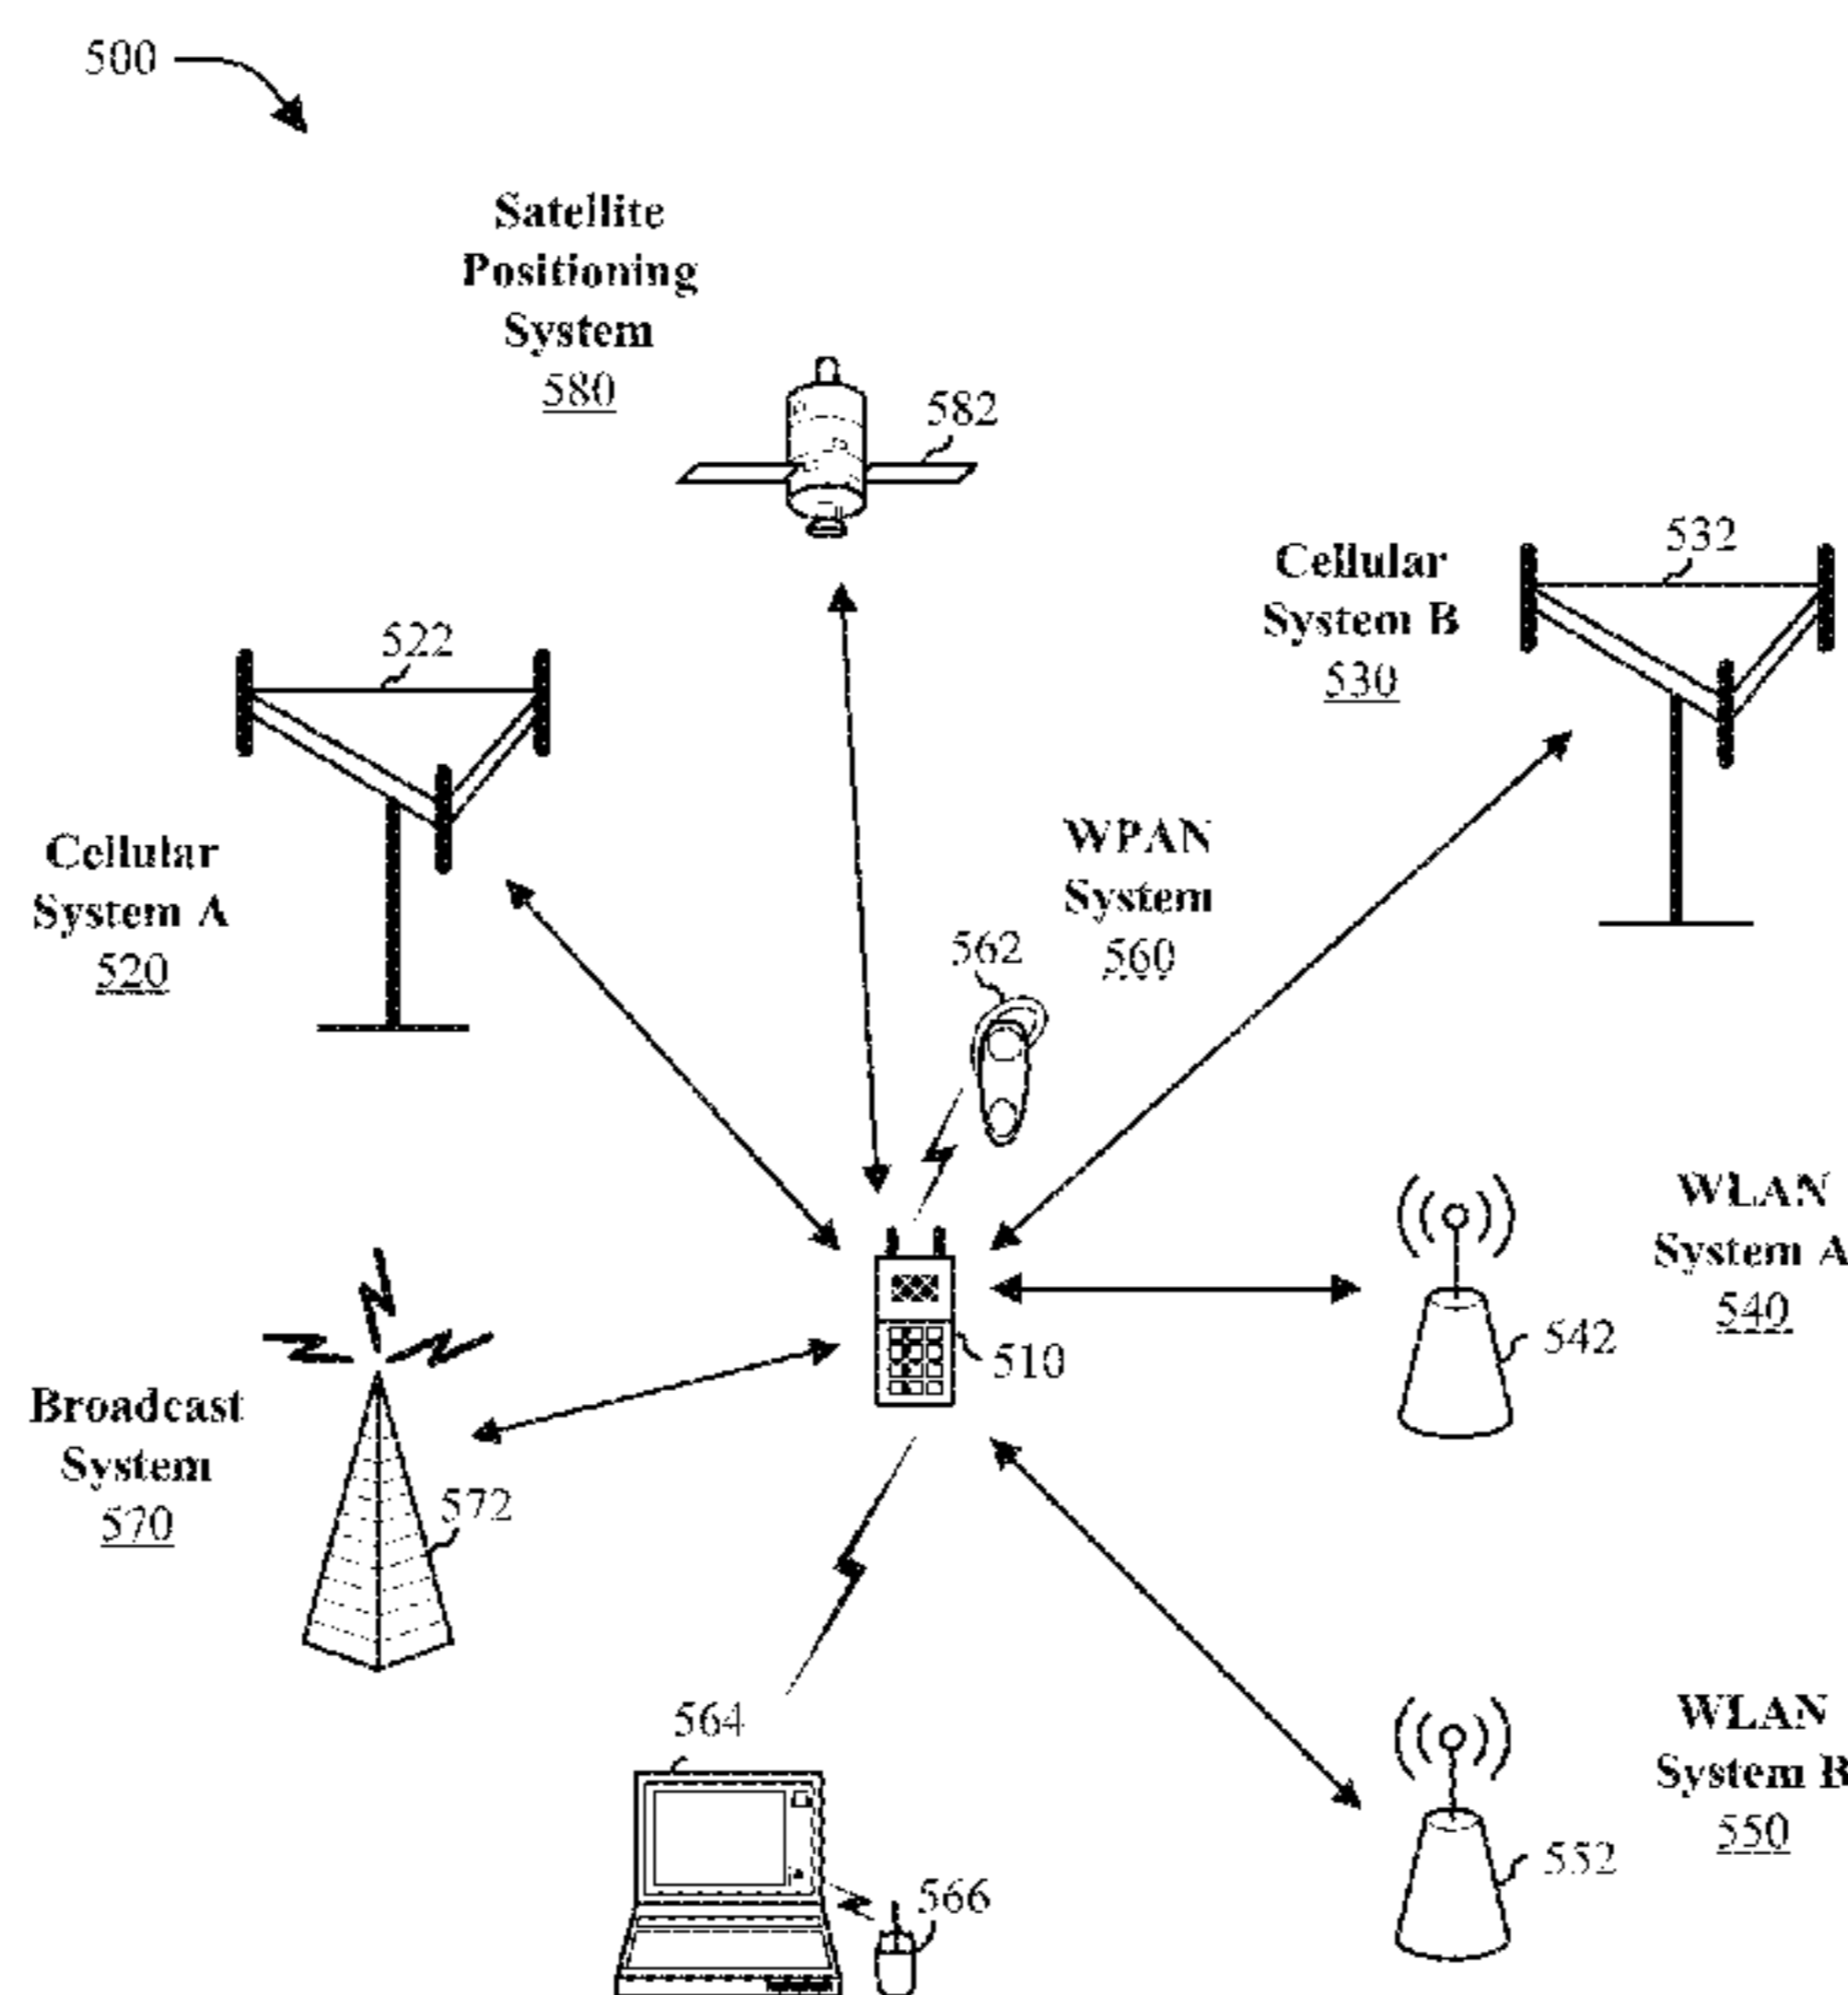 500
Satellite
Positioning
System
580
582
532
Cellular
System B
530
522
Cellular
System A
520
WPAN
System
560
562
WLAN
System A
540
542
510
Broadcast
System
570
572
564
566
WLAN
System B
550
552